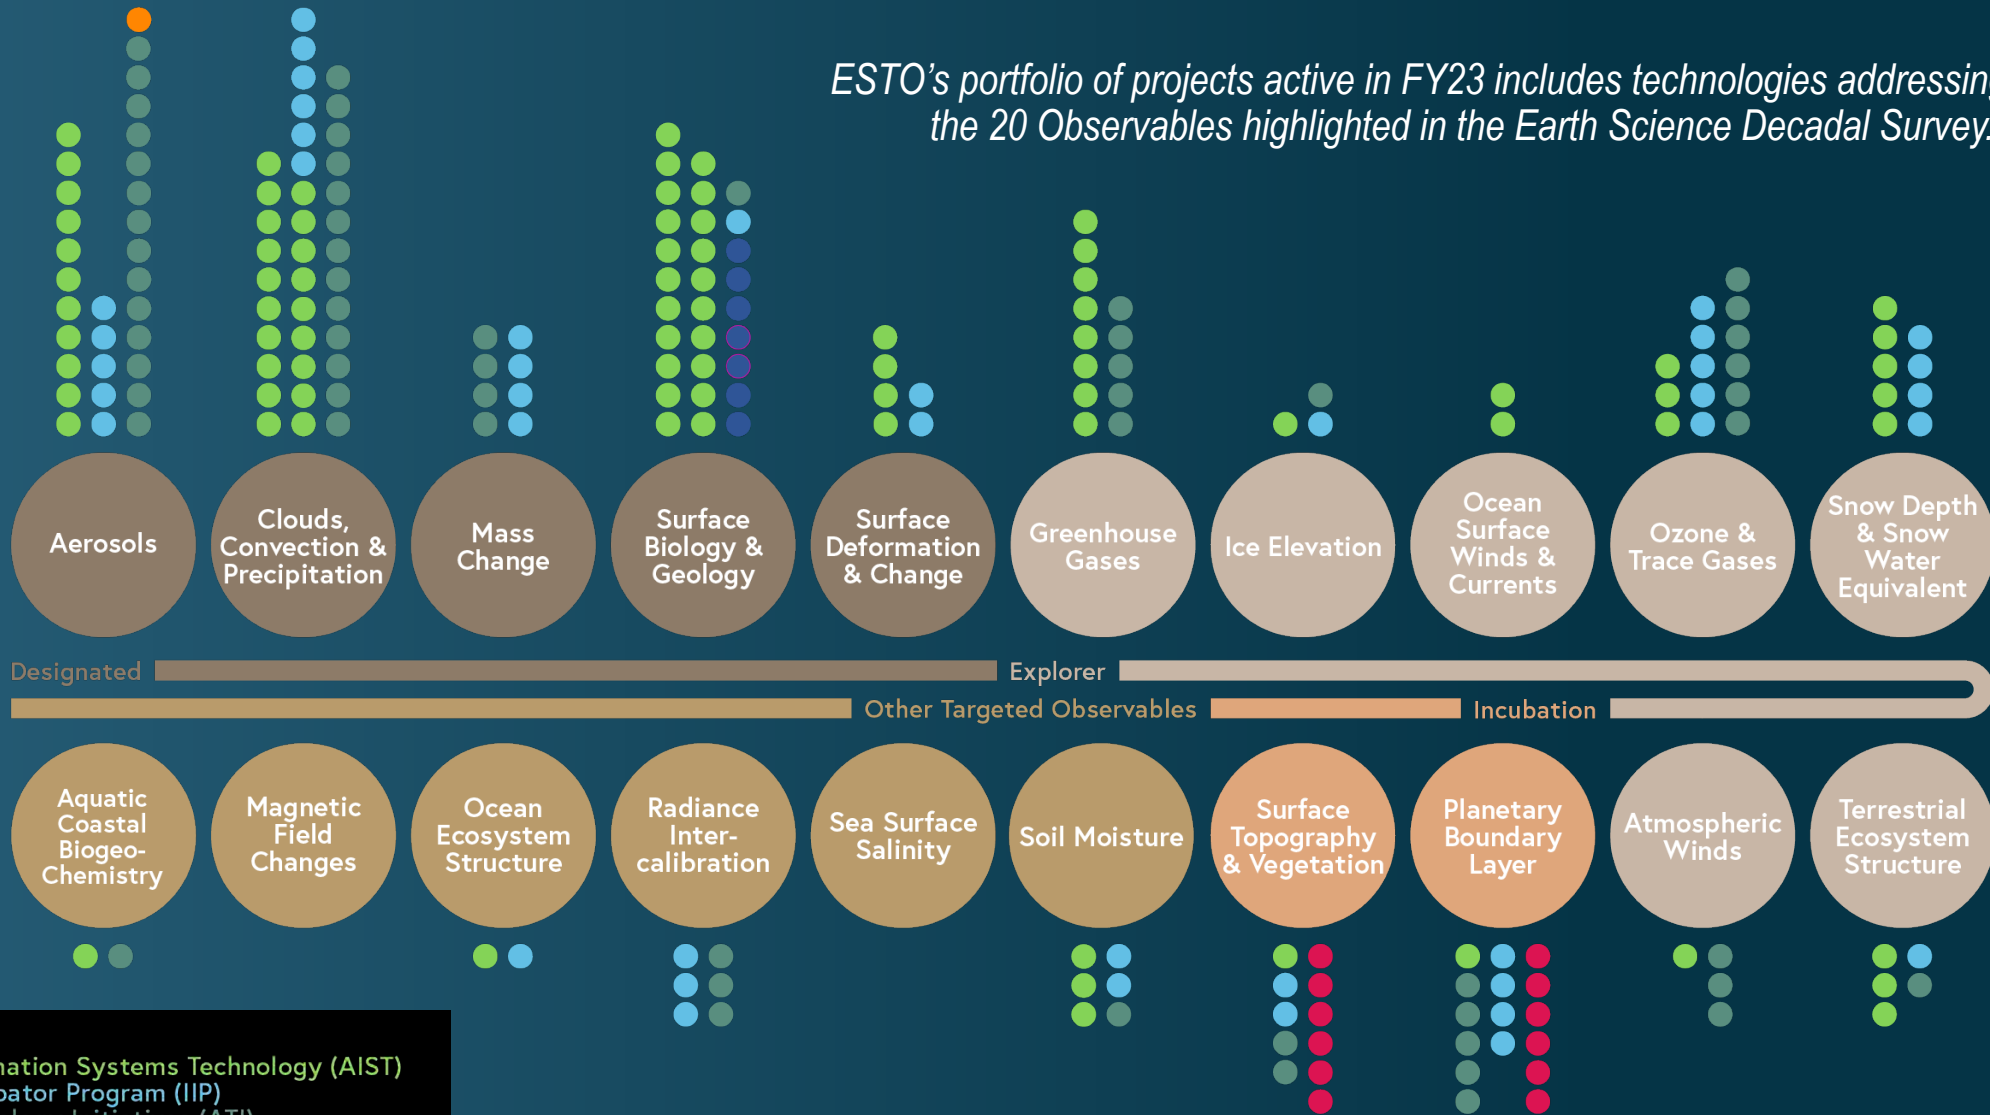 ESTO’s portfolio of projects active in FY23 includes technologies addressing
the 20 Observables highlighted in the Earth Science Decadal Survey.
Aerosols
Clouds,
Convection &
Precipitation
Mass
Change
Surface
Biology &
Geology
Surface
Deformation
& Change
Greenhouse
Gases
Ice Elevation
Ocean
Surface
Winds &
Currents
Ozone &
Trace Gases
Snow Depth
& Snow
Water
Equivalent
Designated
Explorer
Other Targeted Observables
Incubation
Aquatic
Coastal
Biogeo-
Chemistry
Magnetic
Field
Changes
Ocean
Ecosystem
Structure
Radiance
Inter-
calibration
Sea Surface
Salinity
Soil Moisture
Surface
Topography
& Vegetation
Planetary
Boundary
Layer
Atmospheric
Winds
Terrestrial
Ecosystem
Structure
Systems Technology (AIST)
Program (IIP)
(ATI)